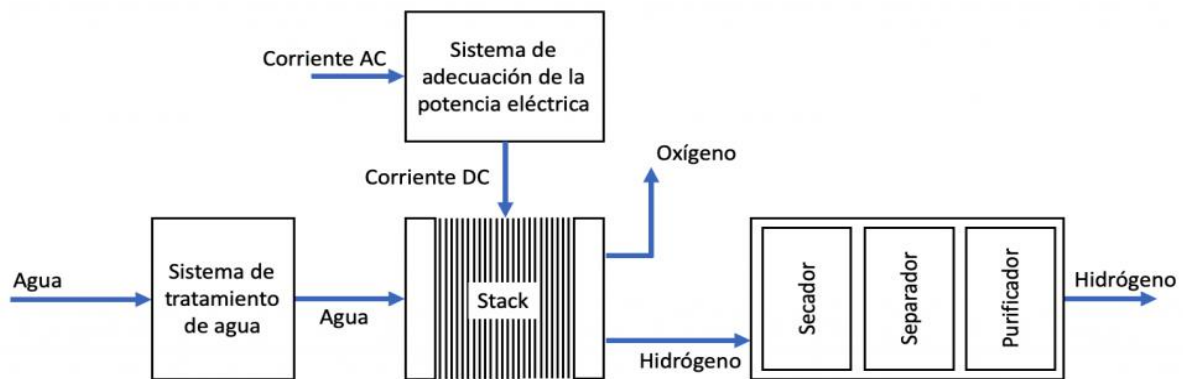 Corriente AC
Sistema de
adecuación de la
potencia eléctrica
Corriente DC
Oxígeno
Agua
Sistema de
tratamiento
de agua
Agua
Stack
Hidrógeno
Secador
Separador
Purificador
Hidrógeno